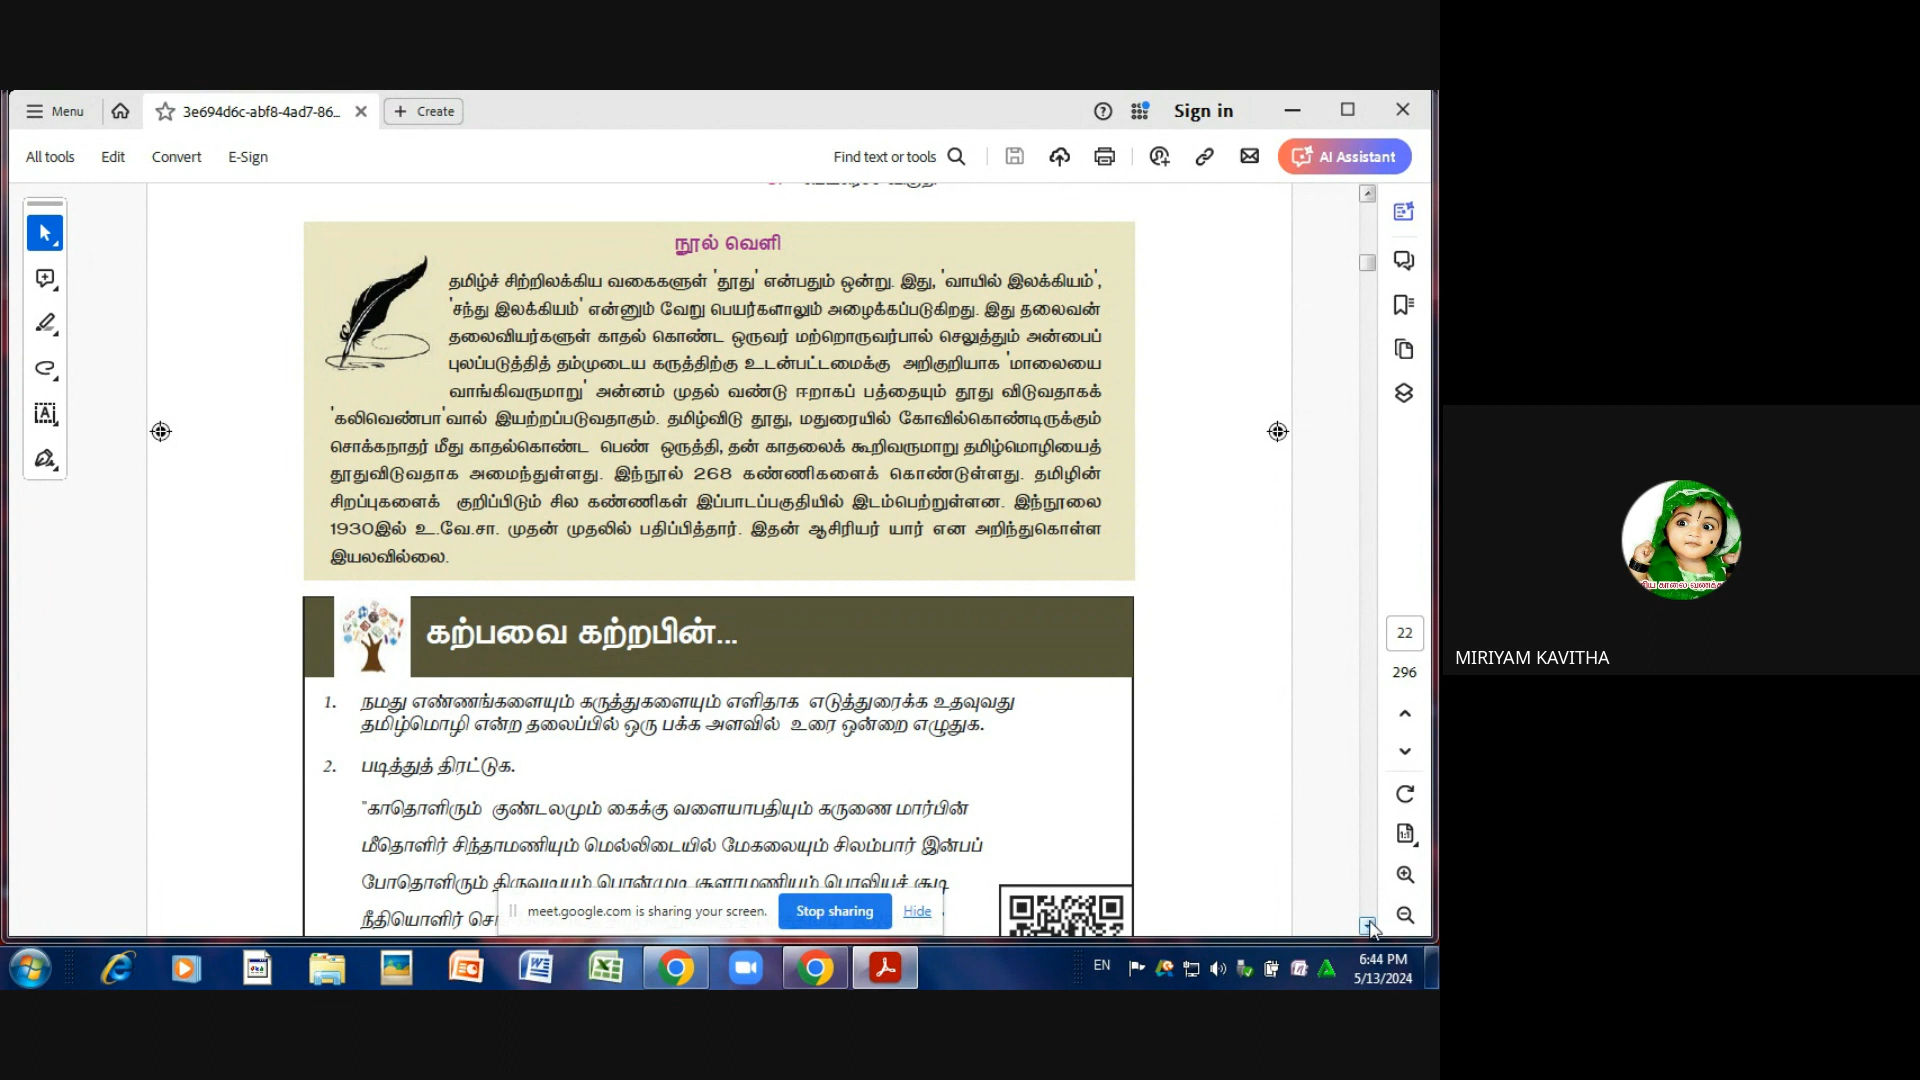 Menu
3e694d6c-abf8-4ad7-86...
Create
Sign in
All tools
Edit
Convert
E-Sign
Find text or tools
AI Assistant
நூல் வெளி
தமிழ்ச் சிற்றிலக்கிய வகைகளுள் 'தூது' என்பதும் ஒன்று. இது, 'வாயில் இலக்கியம்',
'சந்து இலக்கியம்' என்னும் வேறு பெயர்களாலும் அழைக்கப்படுகிறது. இது தலைவன்
தலைவியர்களுள் காதல் கொண்ட ஒருவர் மற்றொருவர்பால் செலுத்தும் அன்பைப்
புலப்படுத்தித் தம்முடைய கருத்திற்கு உடன்பட்டமைக்கு அறிகுறியாக 'மாலையை
வாங்கிவருமாறு' அன்னம் முதல் வண்டு ஈறாகப் பத்தையும் தூது விடுவதாகக்
'கலிவெண்பா'வால் இயற்றப்படுவதாகும். தமிழ்விடு தூது, மதுரையில் கோவில்கொண்டிருக்கும்
சொக்கநாதர் மீது காதல்கொண்ட பெண் ஒருத்தி, தன் காதலைக் கூறிவருமாறு தமிழ்மொழியைத்
தூதுவிடுவதாக அமைந்துள்ளது. இந்நூல் 268 கண்ணிகளைக் கொண்டுள்ளது. தமிழின்
சிறப்புகளைக் குறிப்பிடும் சில கண்ணிகள் இப்பாடப்பகுதியில் இடம்பெற்றுள்ளன. இந்நூலை
1930இல் உ.வே.சா. முதன் முதலில் பதிப்பித்தார். இதன் ஆசிரியர் யார் என அறிந்துகொள்ள
இயலவில்லை.
கற்பவை கற்றபின்...
1. நமது எண்ணங்களையும் கருத்துகளையும் எளிதாக எடுத்துரைக்க உதவுவது
தமிழ்மொழி என்ற தலைப்பில் ஒரு பக்க அளவில் உரை ஒன்றை எழுதுக.
2. படித்துத் திரட்டுக.
"காதொளிரும் குண்டலமும் கைக்கு வளையாபதியும் கருணை மார்பின்
மீதொளிர் சிந்தாமணியும் மெல்லிடையில் மேகலையும் சிலம்பார் இன்பப்
போதொளிரும் திருவடியும் பொன்முடி சூளாமணியும் பொலியச் சூடி
நீதியொளிர்
meet.google.com is sharing your screen.
Stop sharing
Hide
22
296
MIRIYAM KAVITHA
EN
6:44 PM
5/13/2024